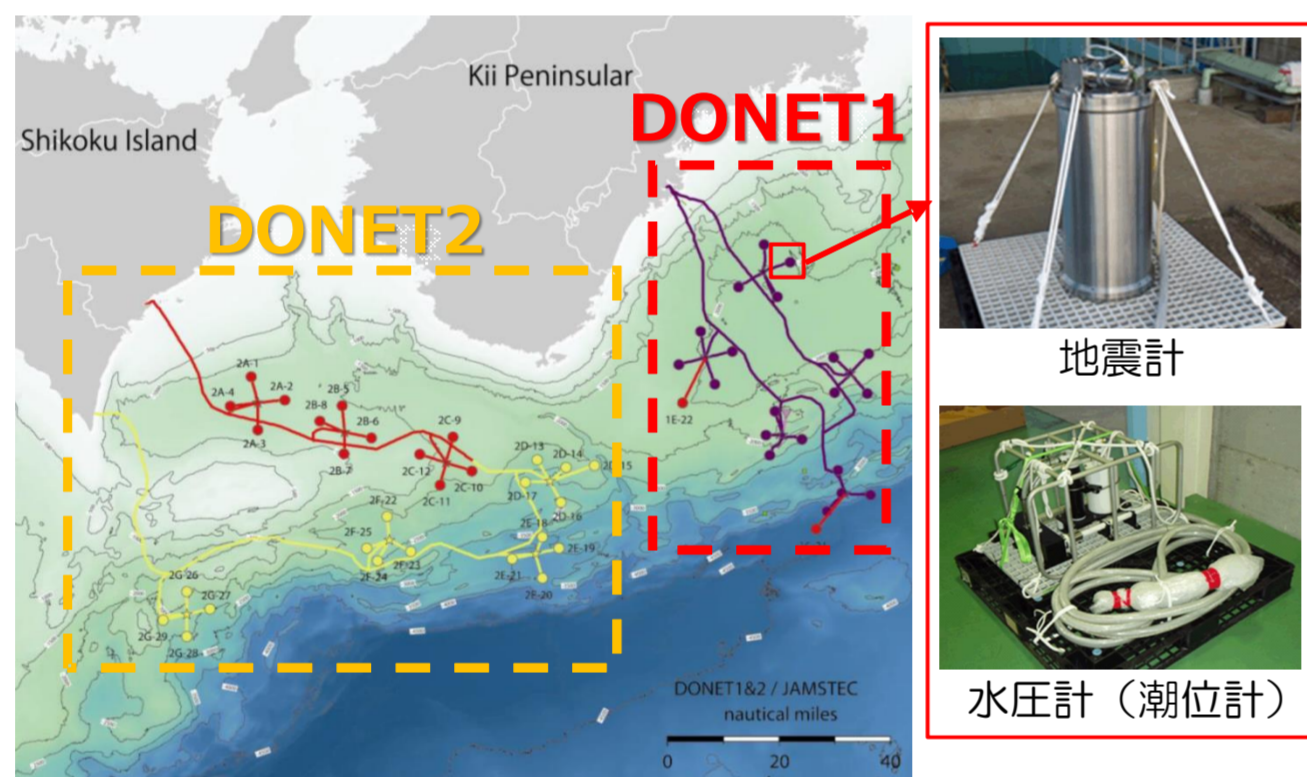 Kii Peninsular
Shikoku Island
DONET1
DONET2
2A-1
2A-2
2A-4
2A-3
2B-5
2B-8
2B-6
2B-7
2C-9
2C-12
2C-10
2C-11
2D-13
2D-14
2D-15
2D-17
2D-16
2F-22
2F-25
2F-23
2F-24
2E-18
2E-19
2E-21
2E-20
2G-26
2G-27
2G-29
2G-28
1E-22
DONET1&2 / JAMSTEC
nautical miles
0 20 40
地震計
水圧計（潮位計）